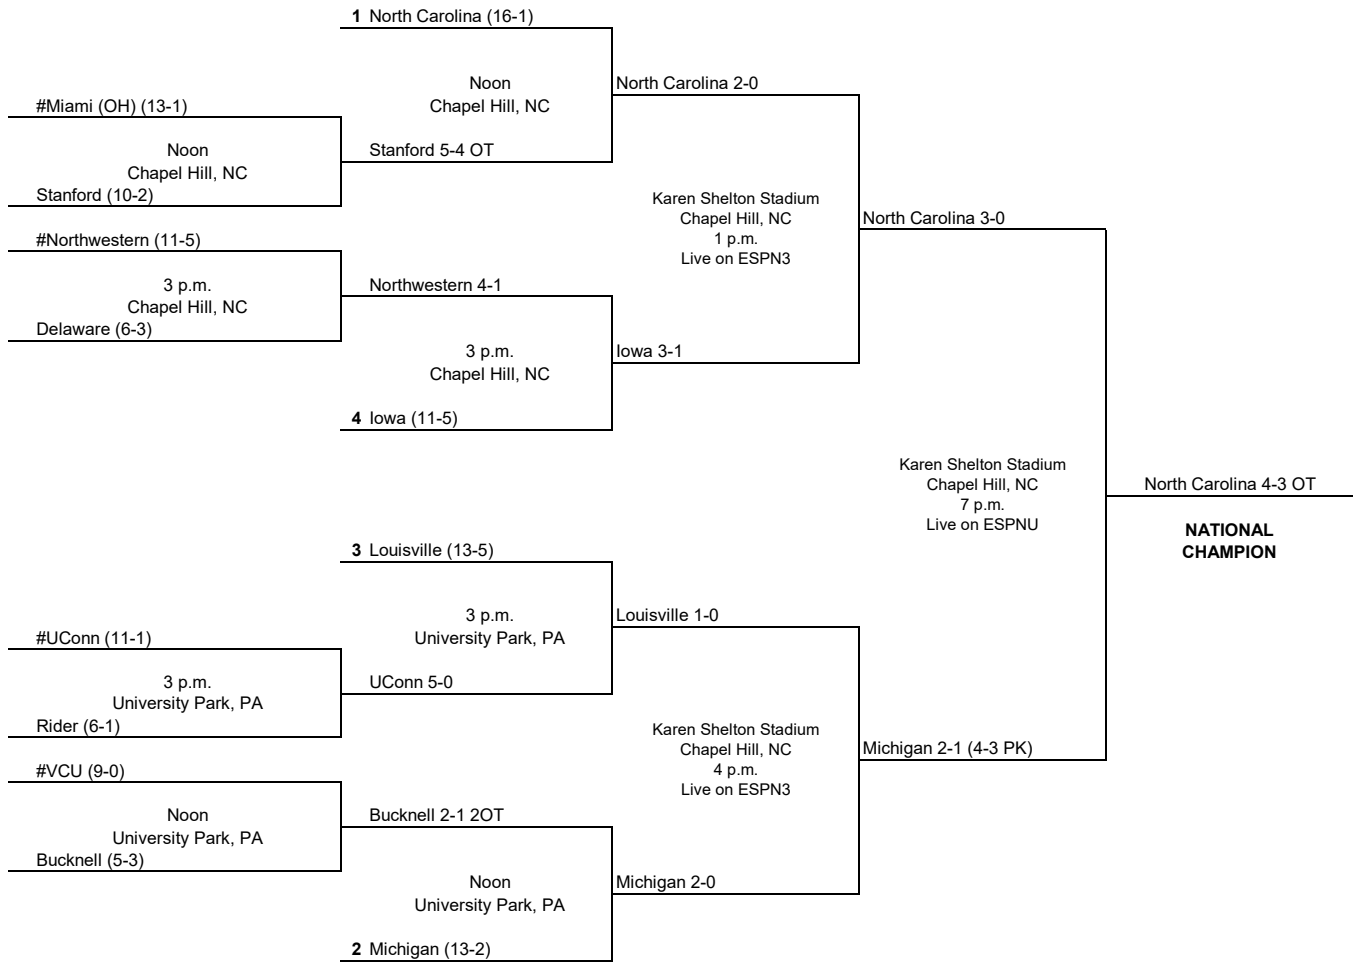 1 North Carolina (16-1)
Noon
Chapel Hill, NC
North Carolina 2-0
#Miami (OH) (13-1)
Noon
Chapel Hill, NC
Stanford 5-4 OT
Stanford (10-2)
Karen Shelton Stadium
Chapel Hill, NC
1 p.m.
Live on ESPN3
North Carolina 3-0
#Northwestern (11-5)
3 p.m.
Chapel Hill, NC
Northwestern 4-1
Delaware (6-3)
3 p.m.
Chapel Hill, NC
Iowa 3-1
4 Iowa (11-5)
Karen Shelton Stadium
Chapel Hill, NC
7 p.m.
Live on ESPNU
North Carolina 4-3 OT
NATIONAL
CHAMPION
3 Louisville (13-5)
3 p.m.
University Park, PA
Louisville 1-0
#UConn (11-1)
3 p.m.
University Park, PA
UConn 5-0
Rider (6-1)
Karen Shelton Stadium
Chapel Hill, NC
4 p.m.
Live on ESPN3
Michigan 2-1 (4-3 PK)
#VCU (9-0)
Noon
University Park, PA
Bucknell 2-1 2OT
Bucknell (5-3)
Noon
University Park, PA
Michigan 2-0
2 Michigan (13-2)